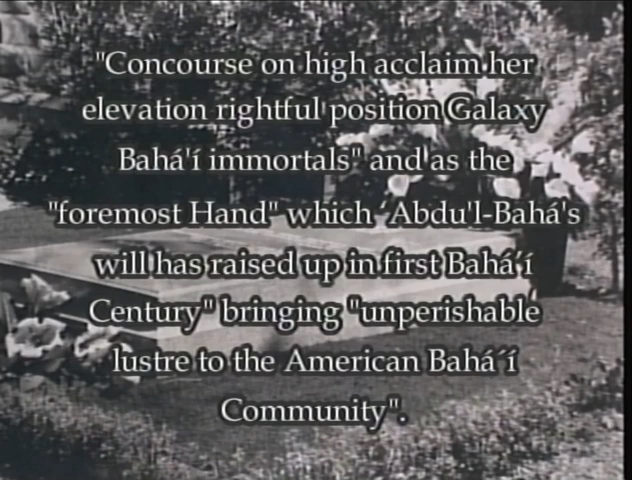 "Concourse on high acclaim her
elevation rightful position Galaxy
Bahá'í immortals" and as the
"foremost Hand" which ‘Abdu'l-Bahá's
will has raised up in first Bahá´í
Century" bringing "unperishable
lustre to the American Bahá´í
Community".